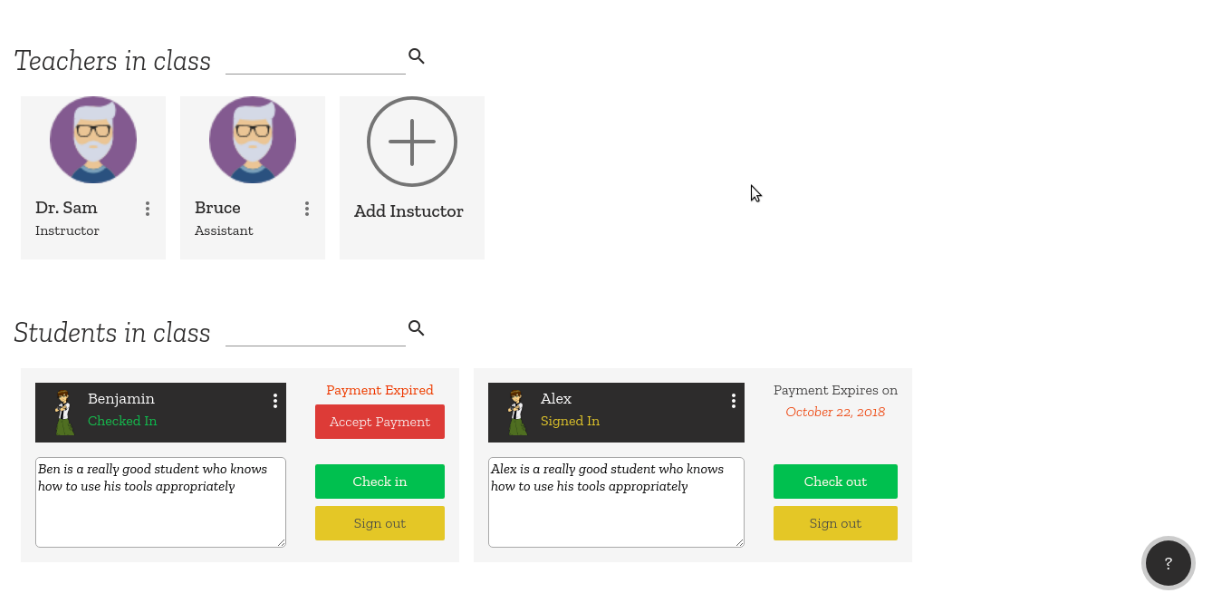 Teachers in class
Dr. Sam
Instructor
Bruce
Assistant
Add Instuctor
Students in class
Benjamin
Checked In
Payment Expired
Accept Payment
Ben is a really good student who knows
how to use his tools appropriately
Check in
Sign out
Alex
Signed In
Payment Expires on
October 22, 2018
Alex is a really good student who knows
how to use his tools appropriately
Check out
Sign out
?